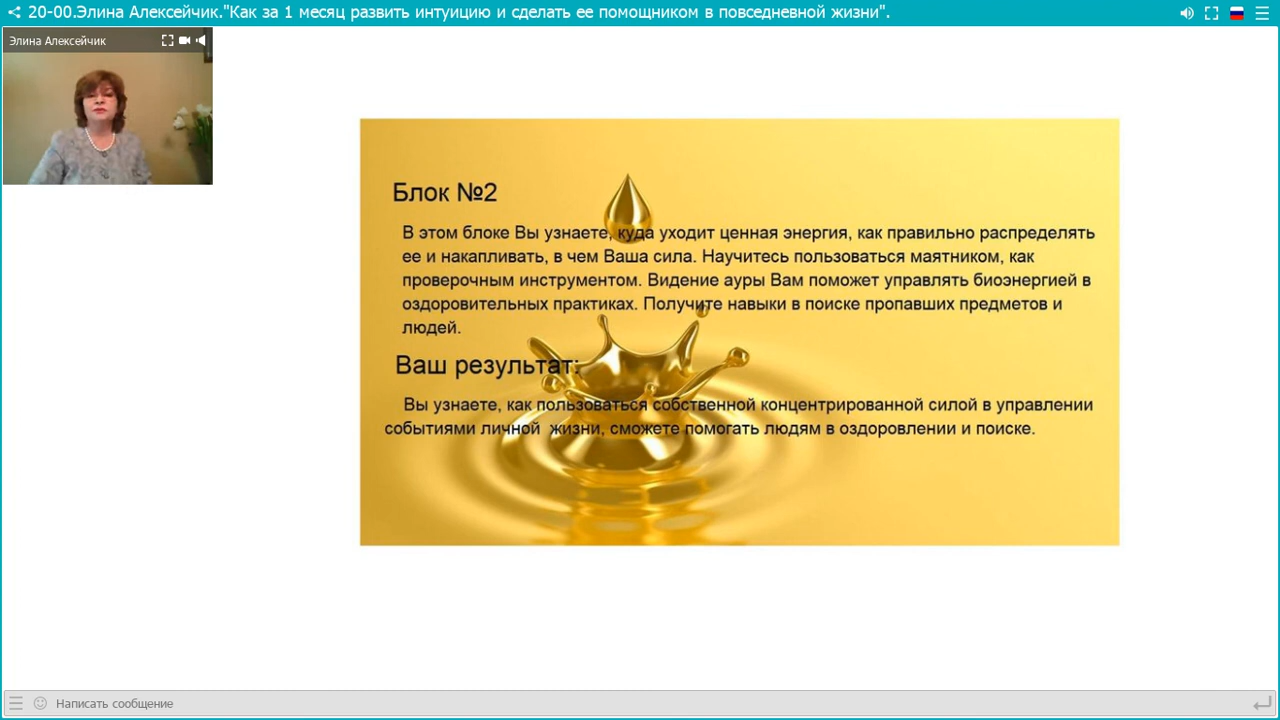 20-00.Элина Алексейчик."Как за 1 месяц развить интуицию и сделать ее помощником в повседневной жизни".
Элина Алексейчик
Блок №2
В этом блоке Вы узнаете, куда уходит ценная энергия, как правильно распределять
ее и накапливать, в чем Ваша сила. Научитесь пользоваться маятником, как
проверочным инструментом. Видение ауры Вам поможет управлять биоэнергией в
оздоровительных практиках. Получите навыки в поиске пропавших предметов и
людей.
Ваш результат:
Вы узнаете, как пользоваться собственной концентрированной силой в управлении
событиями личной  жизни, сможете помогать людям в оздоровлении и поиске.
Написать сообщение